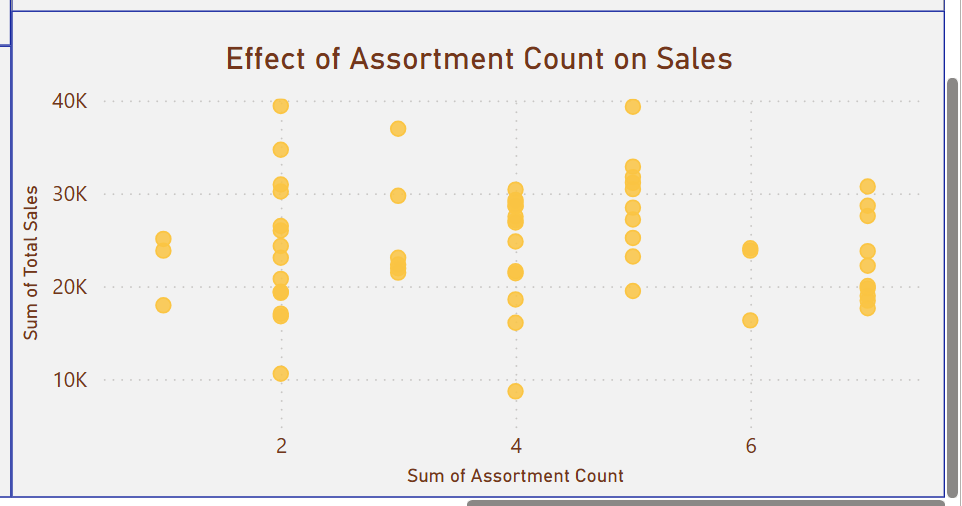 Effect of Assortment Count on Sales
40K
30K
20K
10K
Sum of Total Sales
2
4
6
Sum of Assortment Count